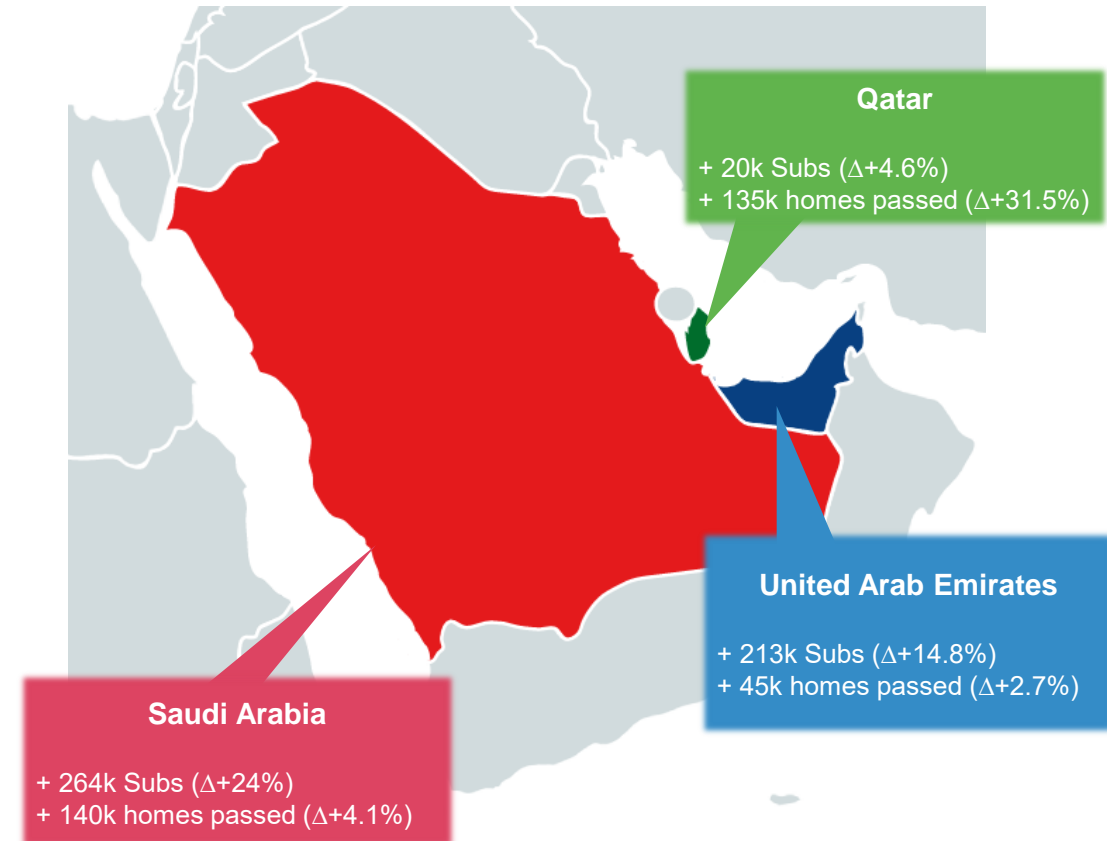 Qatar
+ 20k Subs (∆+4.6%)
+ 135k homes passed (∆+31.5%)
United Arab Emirates
+ 213k Subs (∆+14.8%)
+ 45k homes passed (∆+2.7%)
Saudi Arabia
+ 264k Subs (∆+24%)
+ 140k homes passed (∆+4.1%)